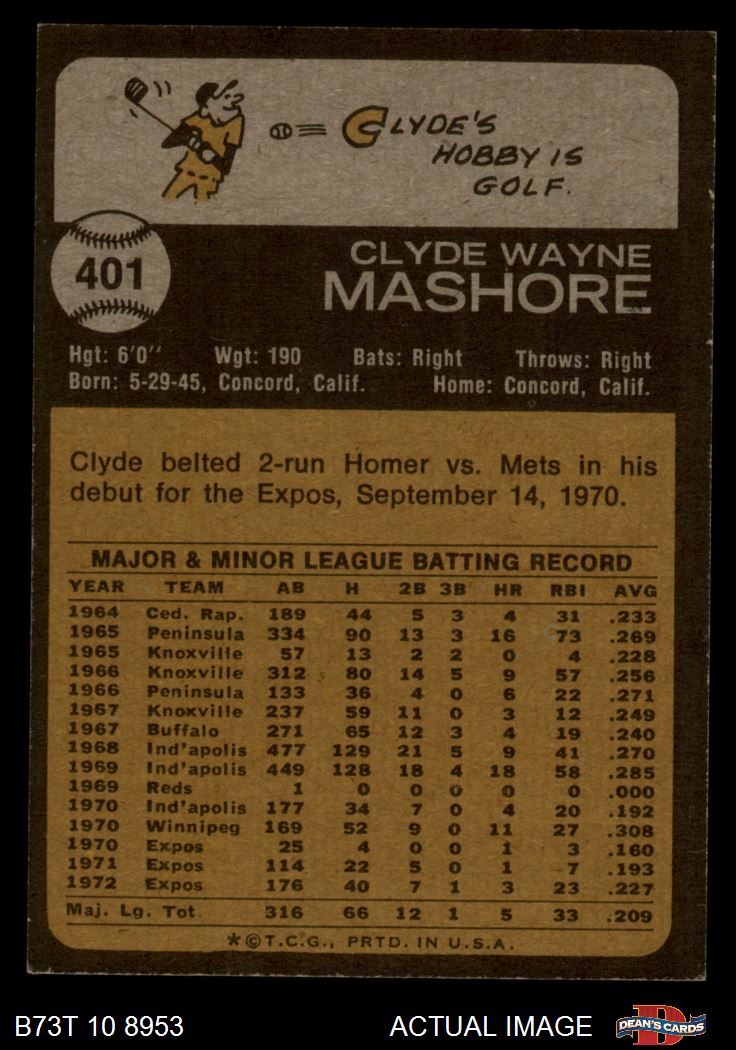 CLYDE'S
HOBBY IS
GOLF.
401
CLYDE WAYNE
MASHORE
Hgt: 6'0'' Wgt: 190 Bats: Right Throws: Right
Born: 5-29-45, Concord, Calif. Home: Concord, Calif.
Clyde belted 2-run Homer vs. Mets in his
debut for the Expos, September 14, 1970.
MAJOR & MINOR LEAGUE BATTING RECORD
YEAR TEAM AB H 2B 3B HR RBI AVG
1964 Ced. Rap. 189 44 5 3 4 31 .233
1965 Peninsula 334 90 13 3 16 73 .269
1965 Knoxville 57 13 2 2 0 4 .228
1966 Knoxville 312 80 14 5 9 57 .256
1966 Peninsula 133 36 4 0 6 22 .271
1967 Knoxville 237 59 11 0 3 12 .249
1967 Buffalo 271 65 12 3 4 19 .240
1968 Ind'apolis 477 129 21 5 9 41 .270
1969 Ind'apolis 449 128 18 4 18 58 .285
1969 Reds 1 0 0 0 0 0 .000
1970 Ind'apolis 177 34 7 0 4 20 .192
1970 Winnipeg 169 52 9 0 11 27 .308
1970 Expos 25 4 0 0 1 3 .160
1971 Expos 114 22 5 0 1 7 .193
1972 Expos 176 40 7 1 3 23 .227
Maj. Lg. Tot. 316 66 12 1 5 33 .209
*©T.C.G., PRTD. IN U.S.A.
B73T 10 8953 ACTUAL IMAGE D DEAN'S CARDS